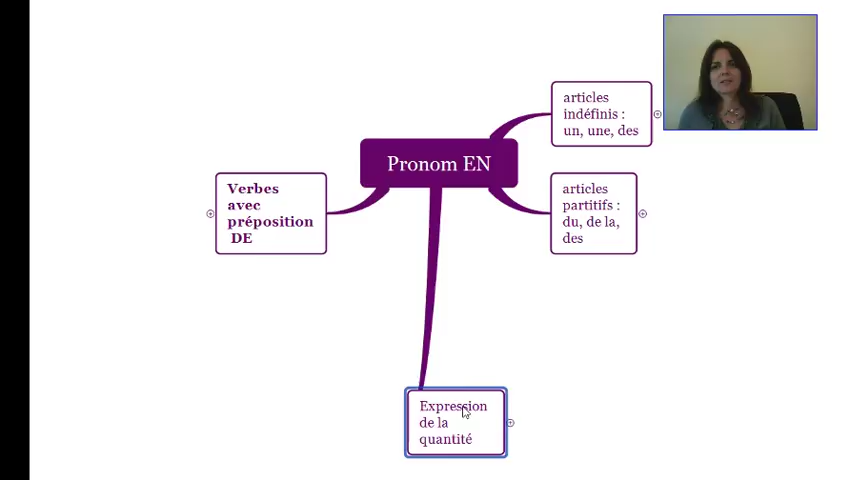 Pronom EN
articles
indéfinis :
un, une, des
articles
partitifs :
du, de la,
des
Verbes
avec
préposition
DE
Expression
de la
quantité